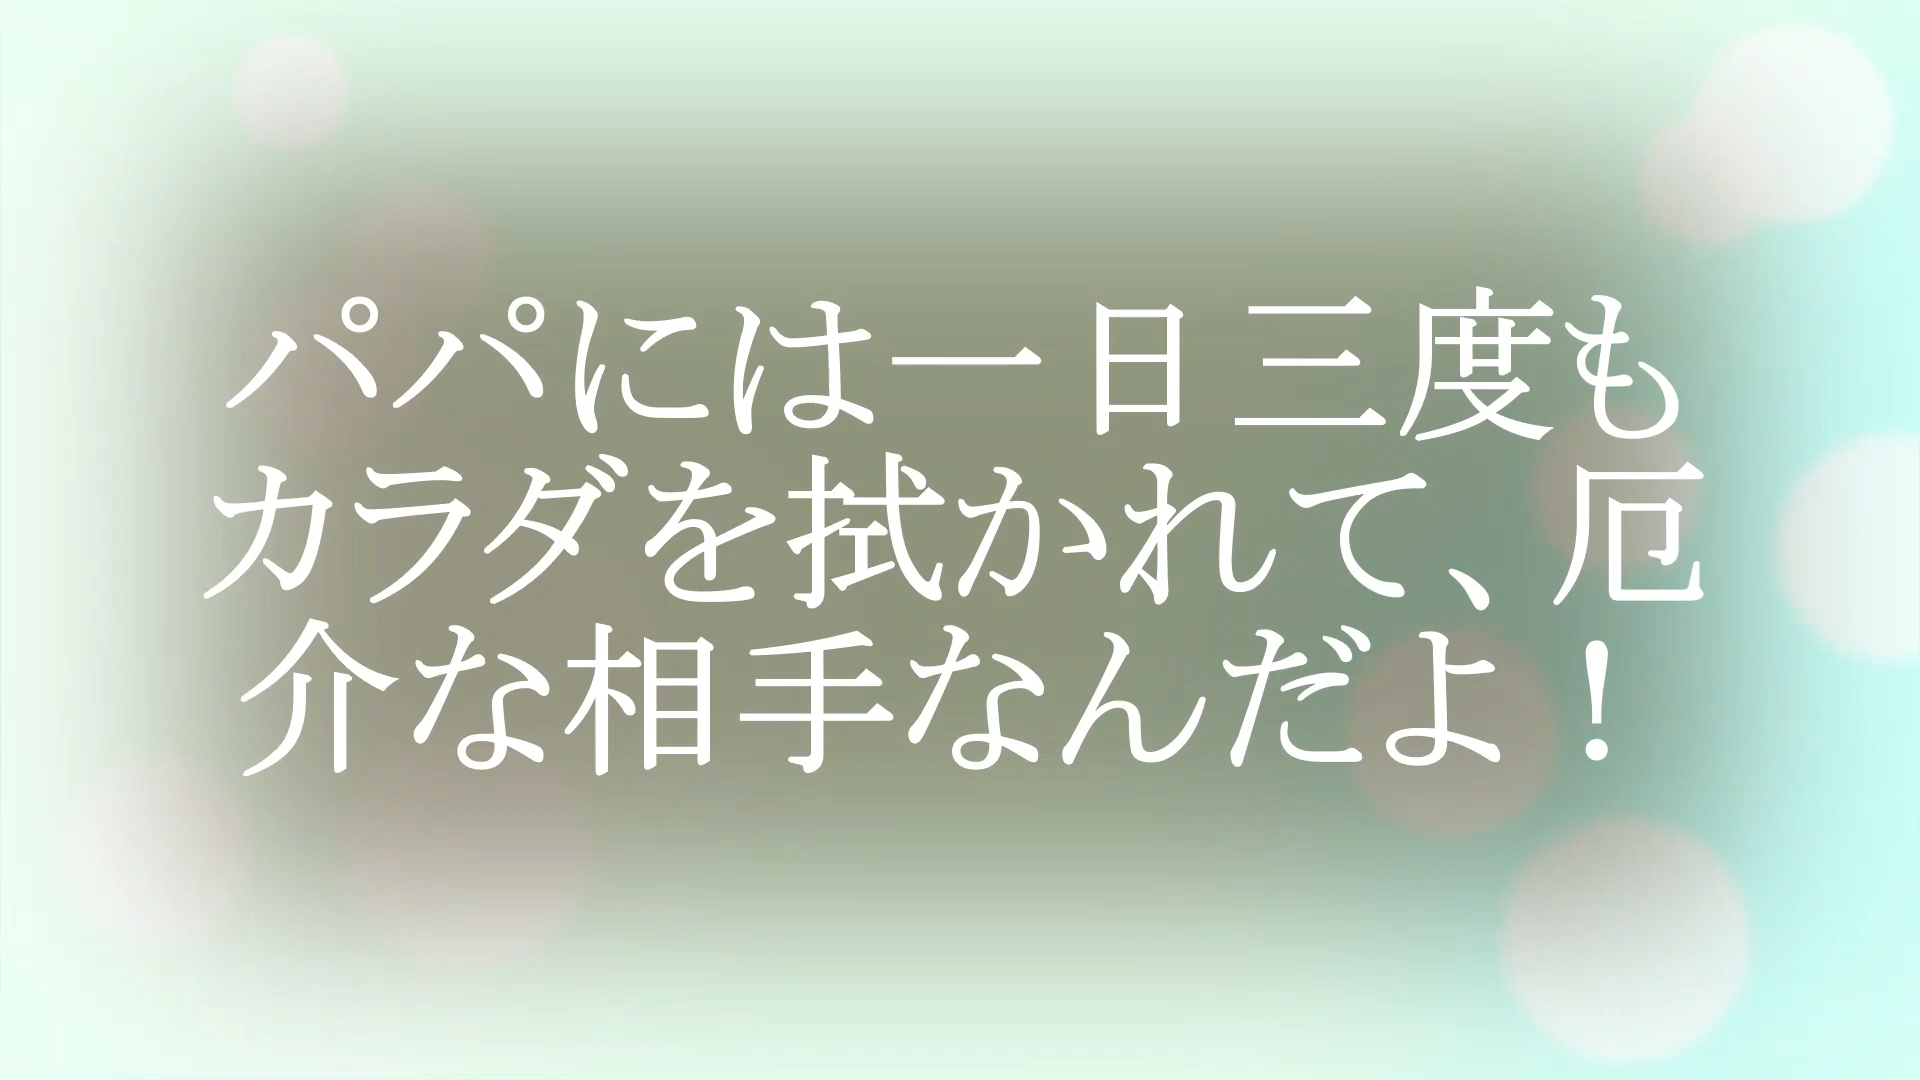 パパには一日三度も
カラダを拭かれて、厄
介な相手なんだよ！